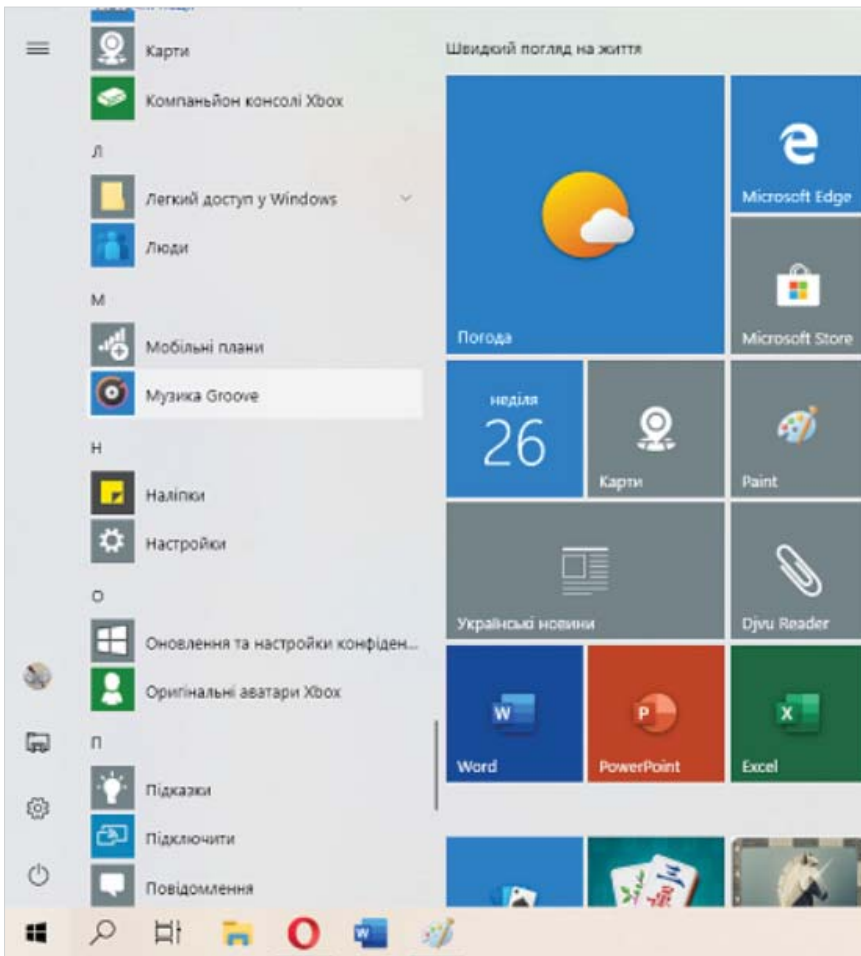 Карти
Компаньйон консолі Xbox
Л
Легкий доступ у Windows
Люди
М
Мобільні плани
Музика Groove
Н
Наліпки
Настройки
О
Оновлення та настройки конфіден...
Оригінальні аватари Xbox
П
Підказки
Підключити
Повідомлення
Швидкий погляд на життя
Погода
Microsoft Edge
Microsoft Store
неділя
26
Карти
Paint
Українські новини
Djvu Reader
W
Word
P
PowerPoint
X
Excel
W